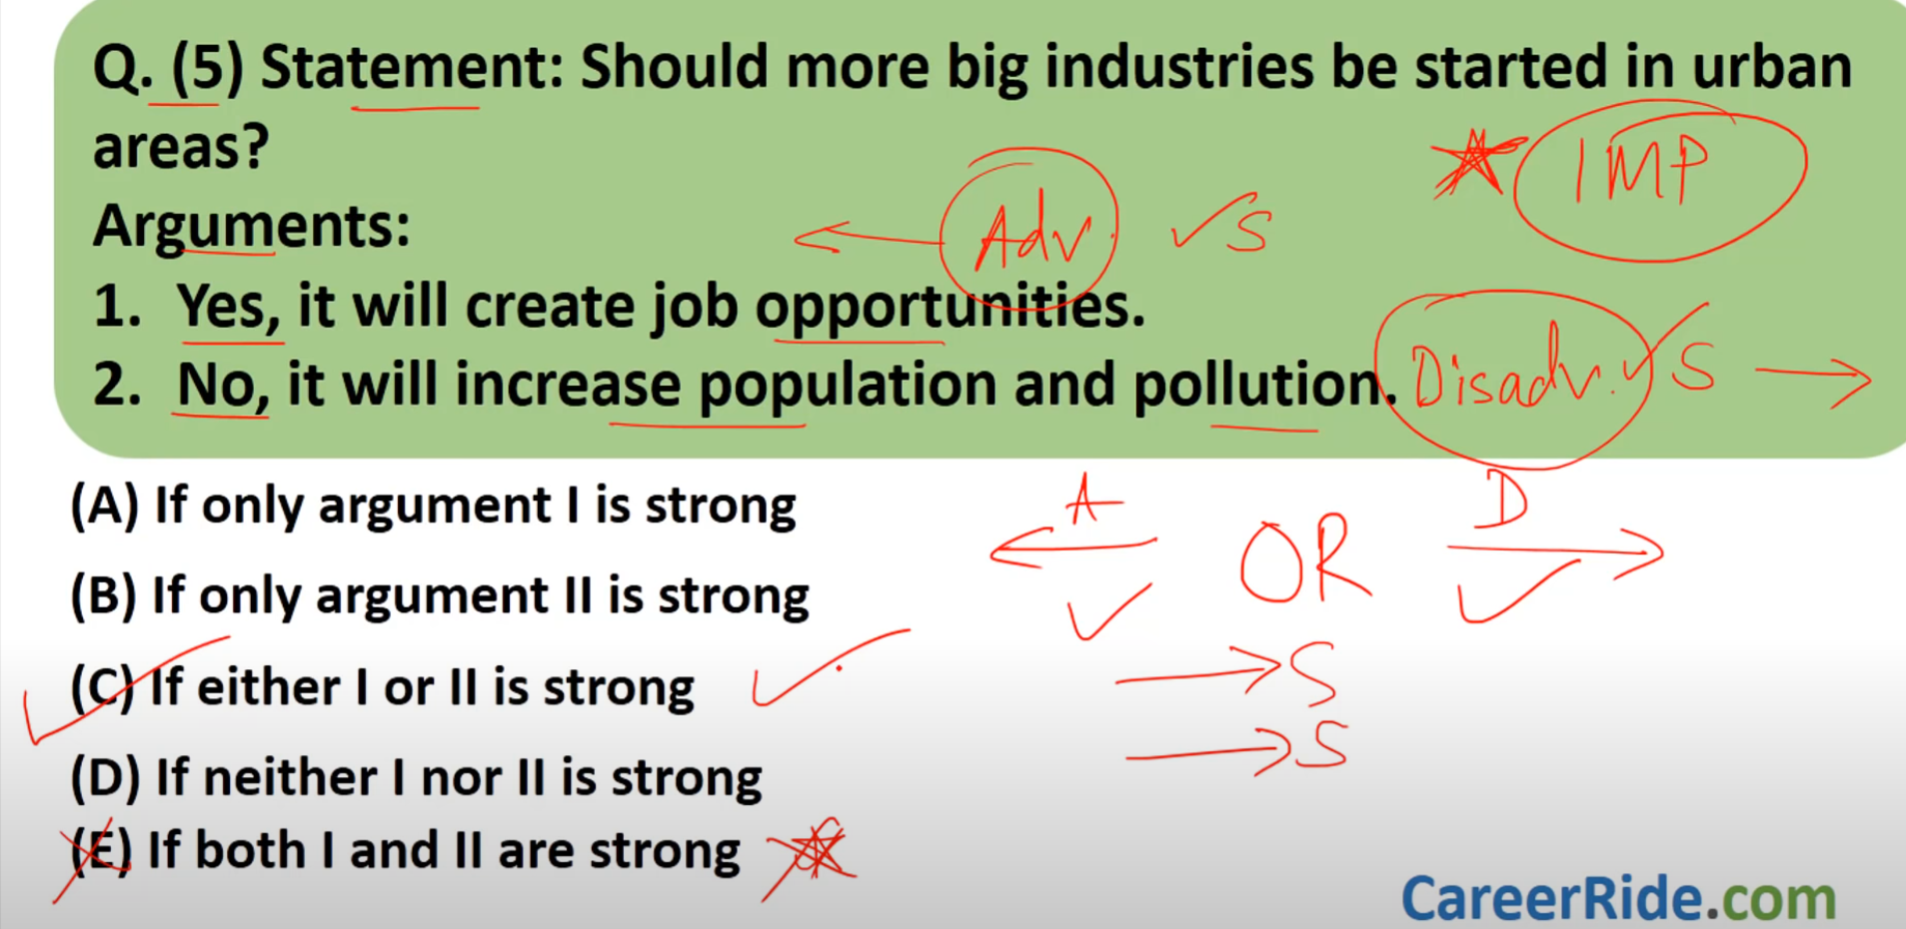 Q. (5) Statement: Should more big industries be started in urban
areas?
IMP
Arguments:
Adv. S
1. Yes, it will create job opportunities.
2. No, it will increase population and pollution. Disadv. S
(A) If only argument I is strong
A OR D
(B) If only argument II is strong
(C) If either I or II is strong
S
(D) If neither I nor II is strong
S
(E) If both I and II are strong
CareerRide.com